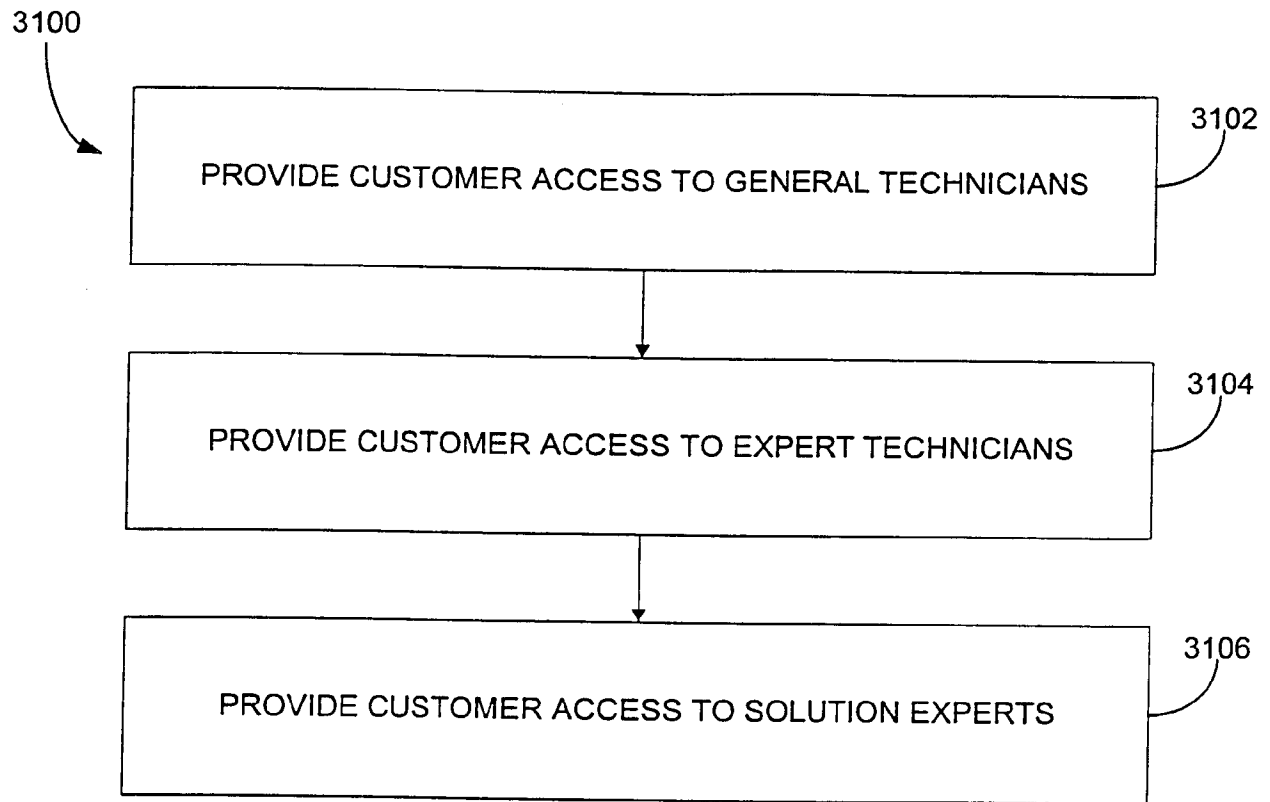 3100
3102
PROVIDE CUSTOMER ACCESS TO GENERAL TECHNICIANS
3104
PROVIDE CUSTOMER ACCESS TO EXPERT TECHNICIANS
3106
PROVIDE CUSTOMER ACCESS TO SOLUTION EXPERTS